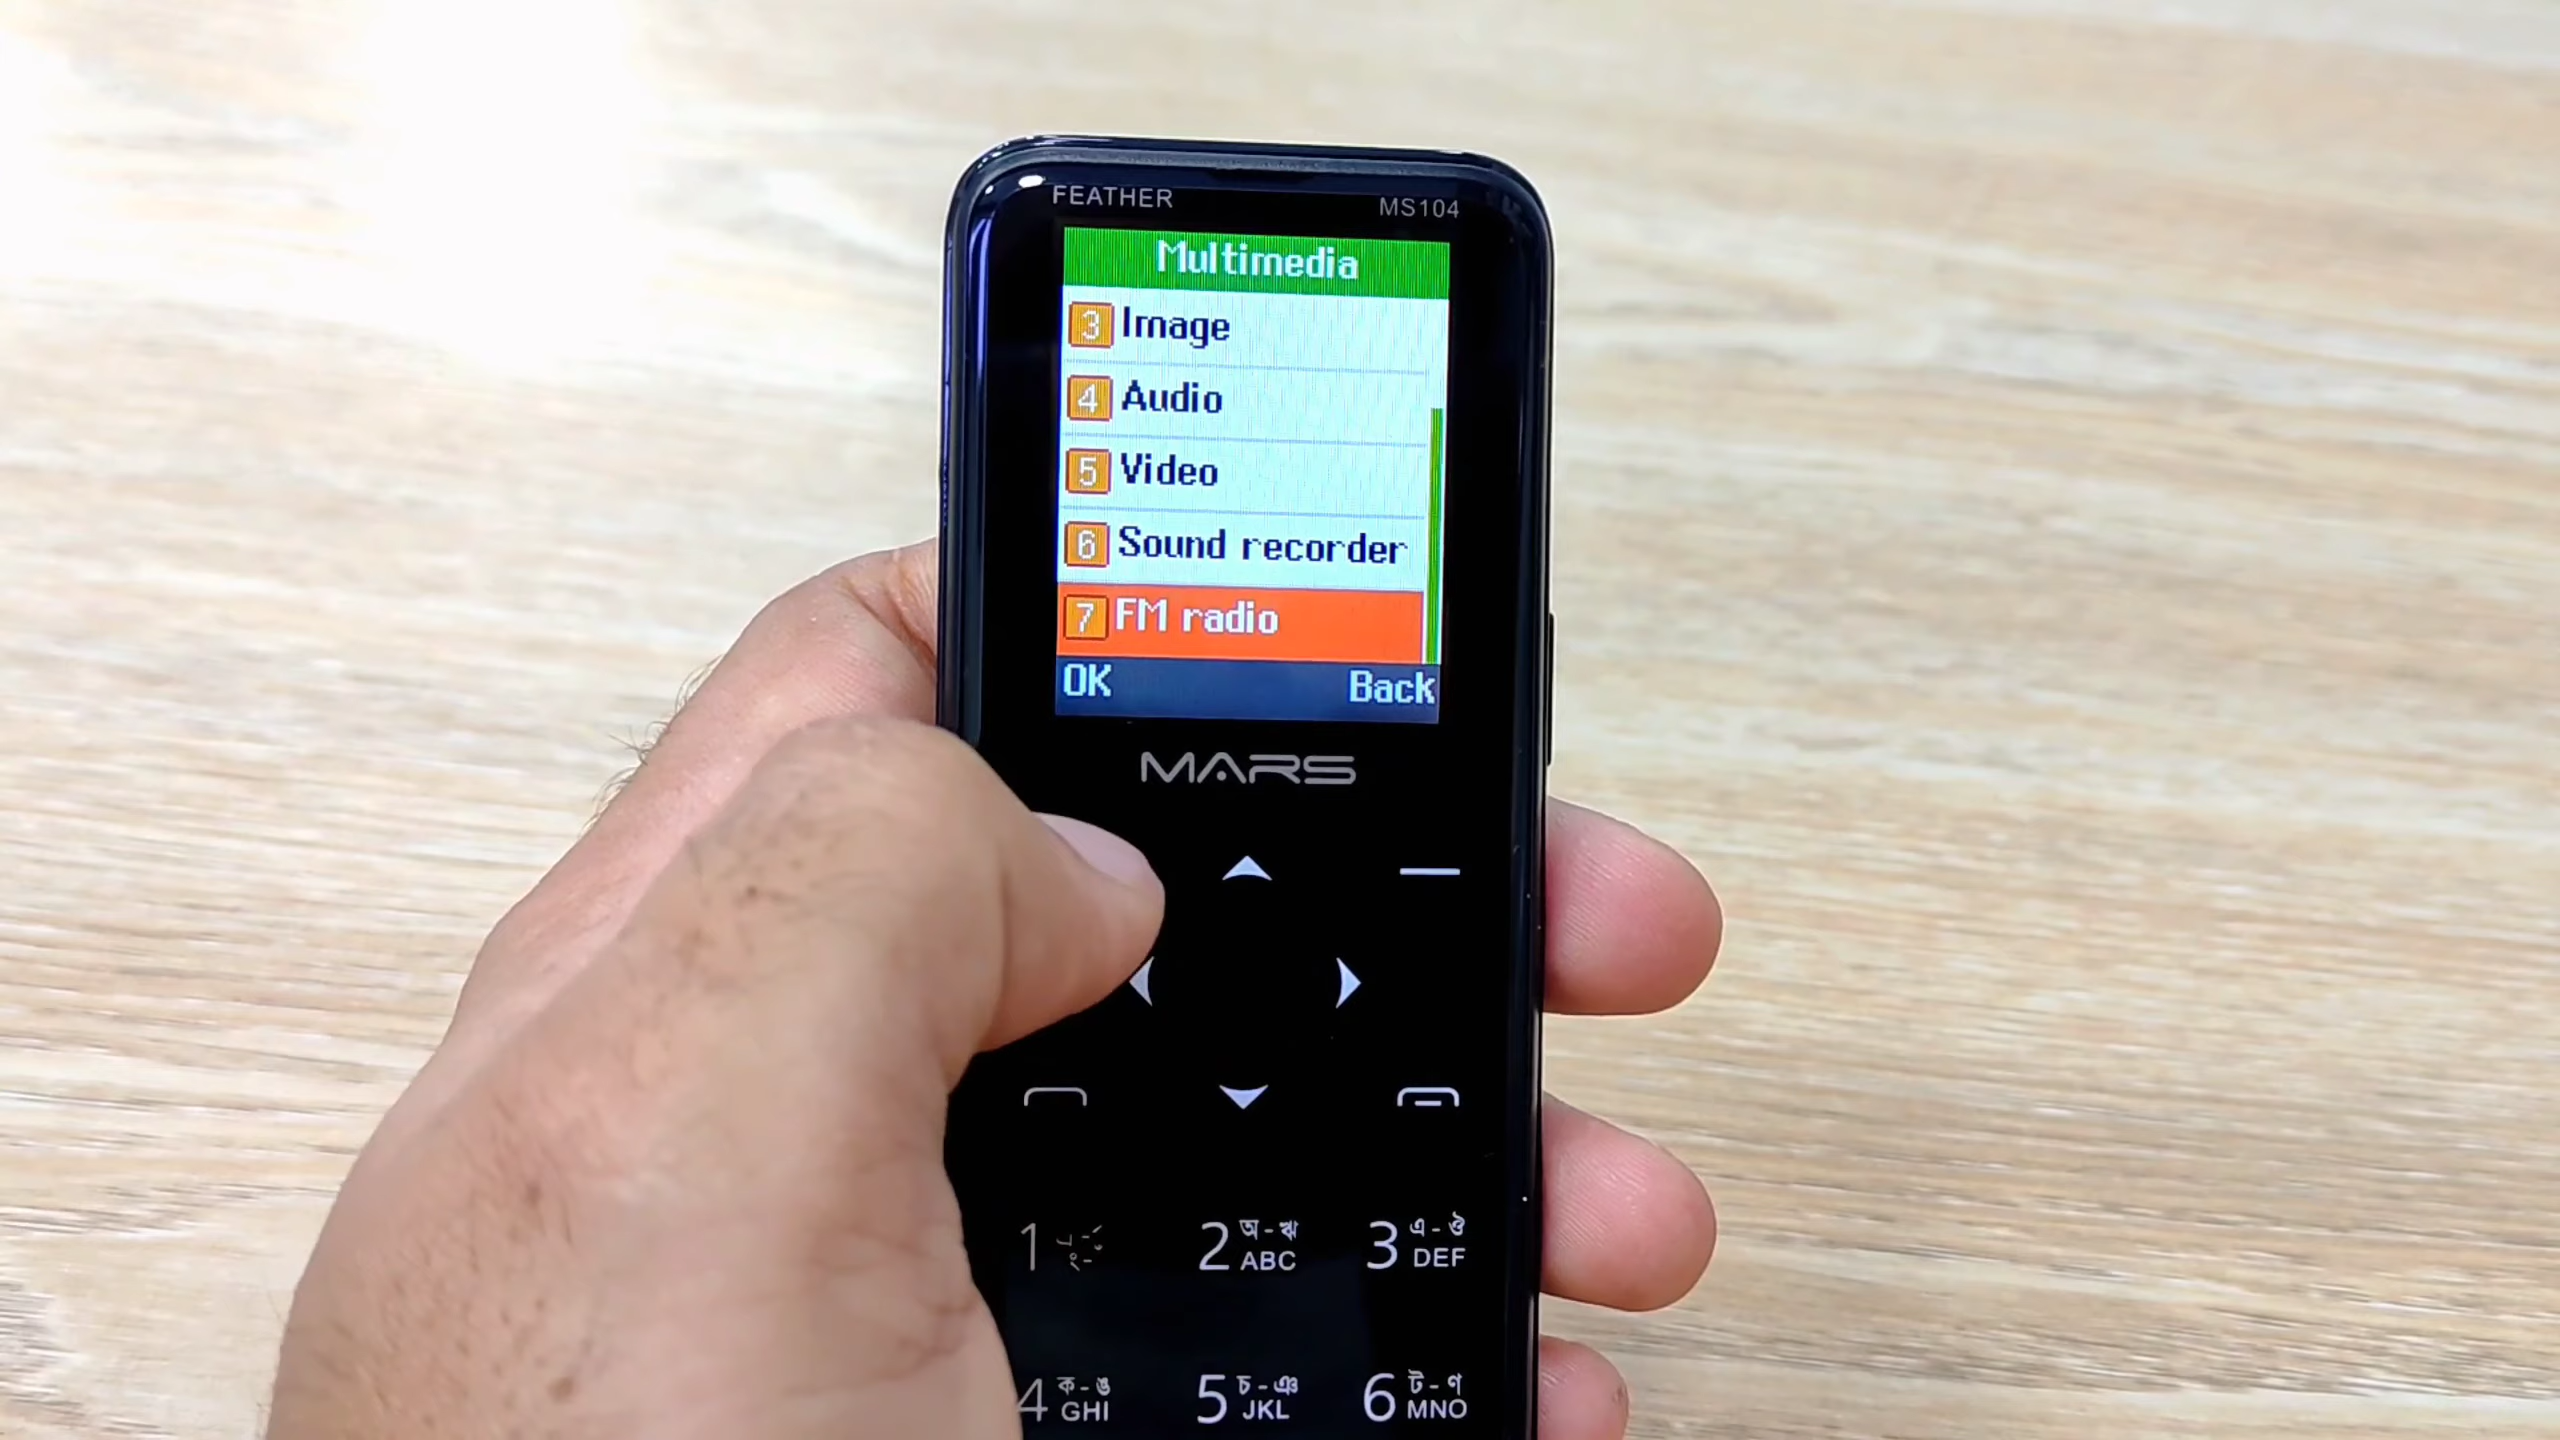 FEATHER MS104
Multimedia
3 Image
4 Audio
5 Video
6 Sound recorder
7 FM radio
OK Back
MARS
1 2 অ-ঝ ABC 3 এ-ঔ DEF
4 ক-ঙ GHI 5 চ-ঞ JKL 6 ট-ণ MNO